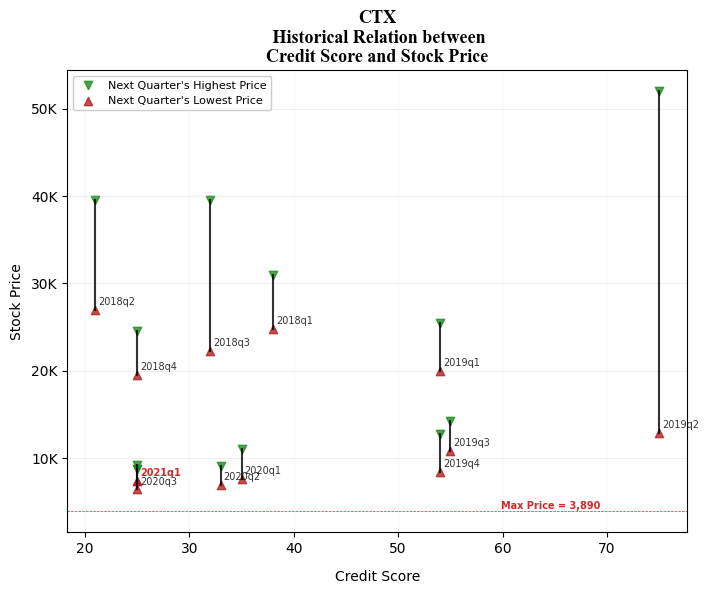 CTX
Historical Relation between
Credit Score and Stock Price
Next Quarter's Highest Price
Next Quarter's Lowest Price
50K
40K
30K
20K
10K
Stock Price
2018q2
2018q4
2018q3
2018q1
2019q1
2019q2
2019q3
2019q4
2020q1
2020q2
2021q1
2020q3
Max Price = 3,890
20
30
40
50
60
70
Credit Score